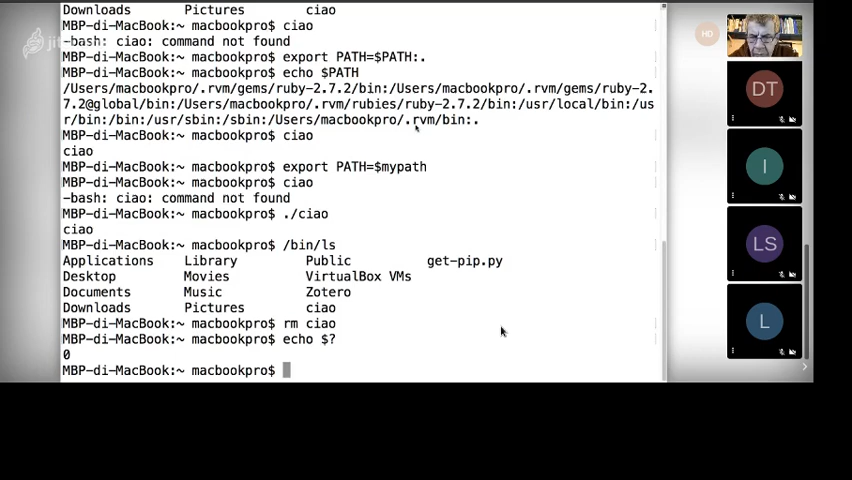 Downloads Pictures ciao
MBP-di-MacBook:~ macbookpro$ ciao
-bash: ciao: command not found
MBP-di-MacBook:~ macbookpro$ export PATH=$PATH:.
MBP-di-MacBook:~ macbookpro$ echo $PATH
/Users/macbookpro/.rvm/gems/ruby-2.7.2/bin:/Users/macbookpro/.rvm/gems/ruby-2.
7.2@global/bin:/Users/macbookpro/.rvm/rubies/ruby-2.7.2/bin:/usr/local/bin:/us
r/bin:/bin:/usr/sbin:/sbin:/Users/macbookpro/.rvm/bin:.
MBP-di-MacBook:~ macbookpro$ ciao
ciao
MBP-di-MacBook:~ macbookpro$ export PATH=$mypath
MBP-di-MacBook:~ macbookpro$ ciao
-bash: ciao: command not found
MBP-di-MacBook:~ macbookpro$ ./ciao
ciao
MBP-di-MacBook:~ macbookpro$ /bin/ls
Applications Library Public get-pip.py
Desktop Movies VirtualBox VMs
Documents Music Zotero
Downloads Pictures ciao
MBP-di-MacBook:~ macbookpro$ rm ciao
MBP-di-MacBook:~ macbookpro$ echo $?
0
MBP-di-MacBook:~ macbookpro$
HD
DT
I
LS
L